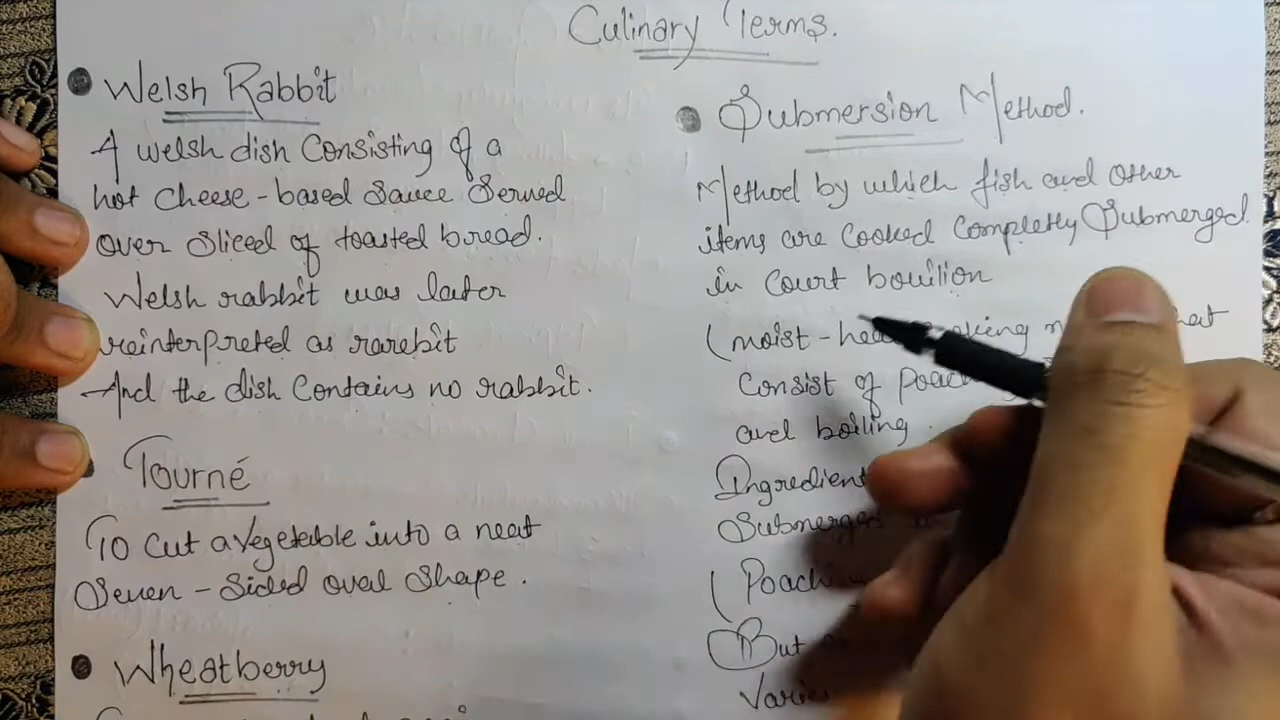 Culinary Terms.
Welsh Rabbit
A welsh dish Consisting of a
hot cheese-based Sauce Served
over sliced of toasted bread.
Welsh rabbit was later
reinterpreted as rarebit
And the dish Contains no rabbit.
Tourné
To cut a vegetable into a neat
Seven-Sided oval shape.
Wheatberry
Submersion Method.
Method by which fish and other
items are cooked completly Submerged
in Court bouilion
(moist-
Consist of
and boiling.
But